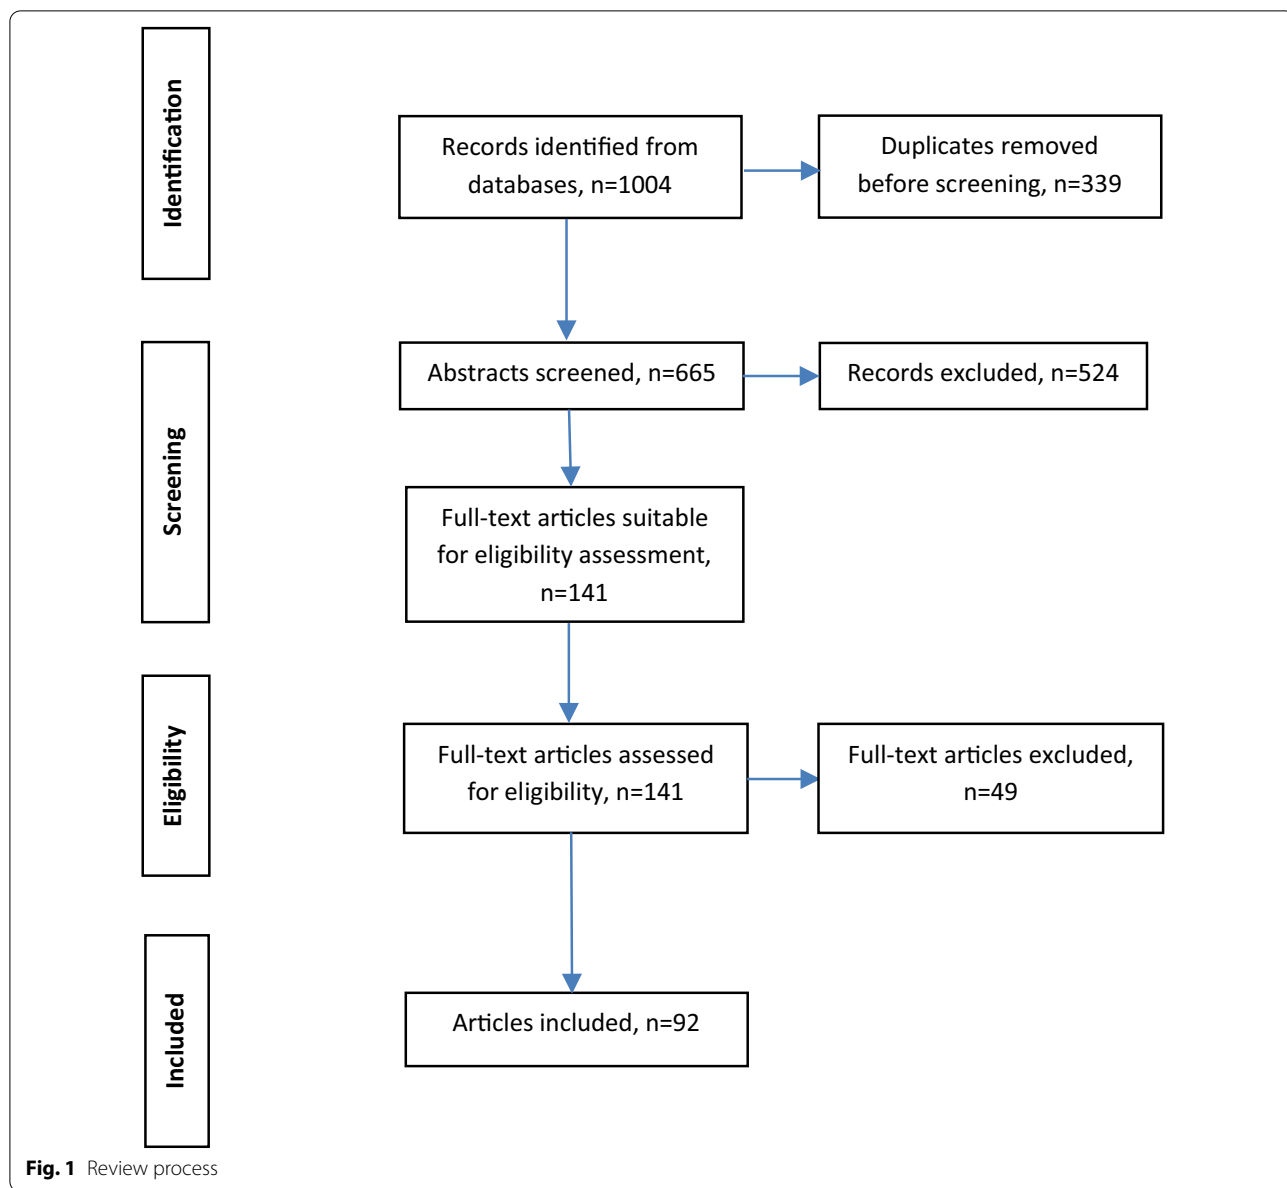 Identification
Records identified from
databases, n=1004
Duplicates removed
before screening, n=339
Screening
Abstracts screened, n=665
Records excluded, n=524
Full-text articles suitable
for eligibility assessment,
n=141
Eligibility
Full-text articles assessed
for eligibility, n=141
Full-text articles excluded,
n=49
Included
Articles included, n=92
Fig. 1 Review process